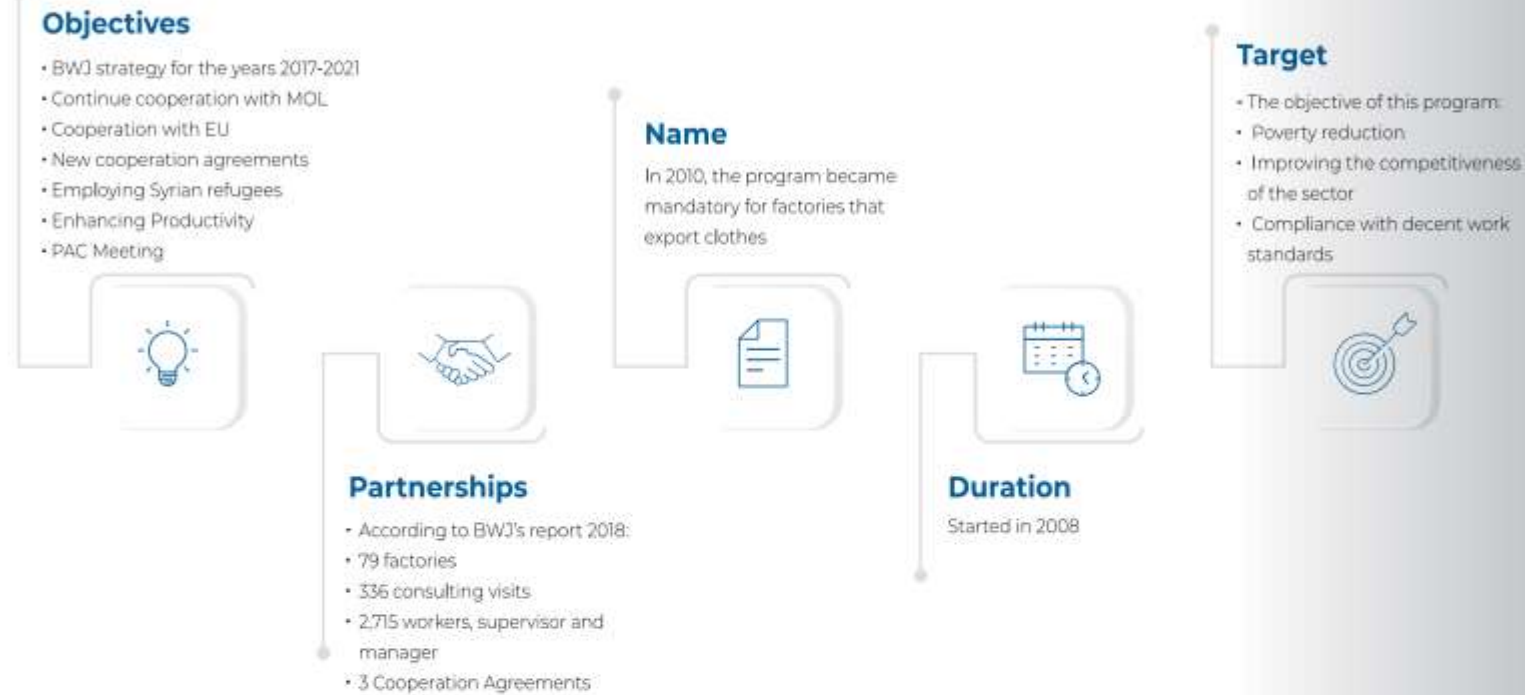 Objectives
• BWJ strategy for the years 2017-2021
• Continue cooperation with MOL
• Cooperation with EU
• New cooperation agreements
• Employing Syrian refugees
• Enhancing Productivity
• PAC Meeting
Partnerships
• According to BWJ's report 2018:
• 79 factories
• 336 consulting visits
• 2,715 workers, supervisor and
manager
• 3 Cooperation Agreements
Name
In 2010, the program became
mandatory for factories that
export clothes
Duration
Started in 2008
Target
• The objective of this program:
• Poverty reduction
• Improving the competitiveness
of the sector
• Compliance with decent work
standards